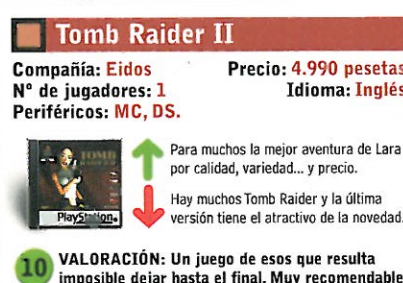 Tomb Raider II
Compañía: Eidos
Precio: 4.990 pesetas
Nº de jugadores: 1
Idioma: Inglés
Periféricos: MC, DS.
TOMB
RAIDER
PlayStation
Para muchos la mejor aventura de Lara
por calidad, variedad... y precio.
Hay muchos Tomb Raider y la última
versión tiene el atractivo de la novedad.
10
VALORACIÓN: Un juego de esos que resulta
imposible dejar hasta el final. Muy recomendable